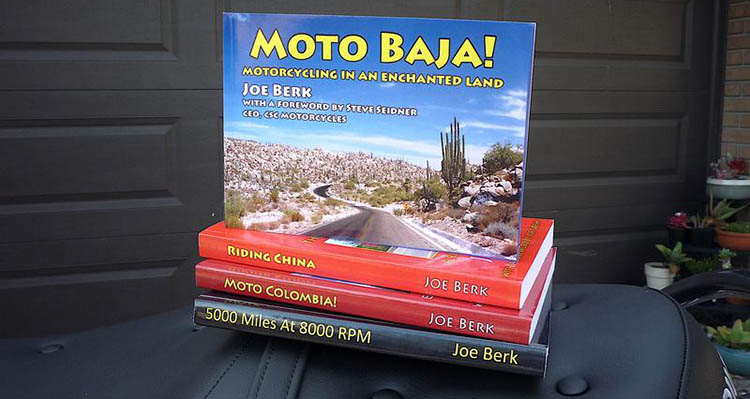 MOTO BAJA!
MOTORCYCLING IN AN ENCHANTED LAND
JOE BERK
WITH A FOREWORD BY STEVE SEIDNER
CEO, CSC MOTORCYCLES
RIDING CHINA
JOE BERK
MOTO COLOMBIA!
JOE BERK
5000 Miles At 8000 RPM
Joe Berk